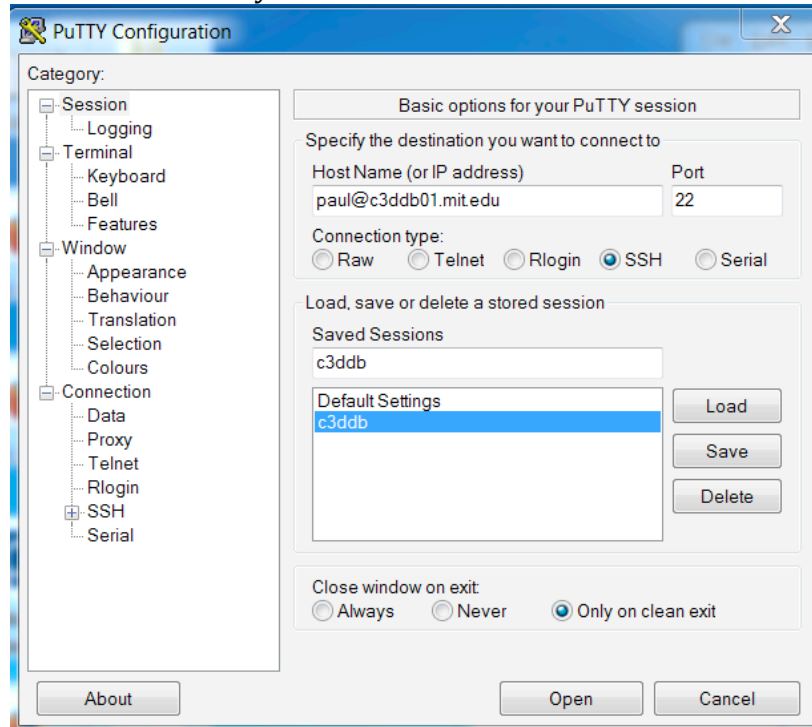 PuTTY Configuration
X
Category:
Session
Logging
Terminal
Keyboard
Bell
Features
Window
Appearance
Behaviour
Translation
Selection
Colours
Connection
Data
Proxy
Telnet
Rlogin
SSH
Serial
Basic options for your PuTTY session
Specify the destination you want to connect to
Host Name (or IP address) Port
paul@c3ddb01.mit.edu 22
Connection type:
Raw Telnet Rlogin SSH Serial
Load, save or delete a stored session
Saved Sessions
c3ddb
Default Settings
c3ddb
Load
Save
Delete
Close window on exit:
Always Never Only on clean exit
About Open Cancel